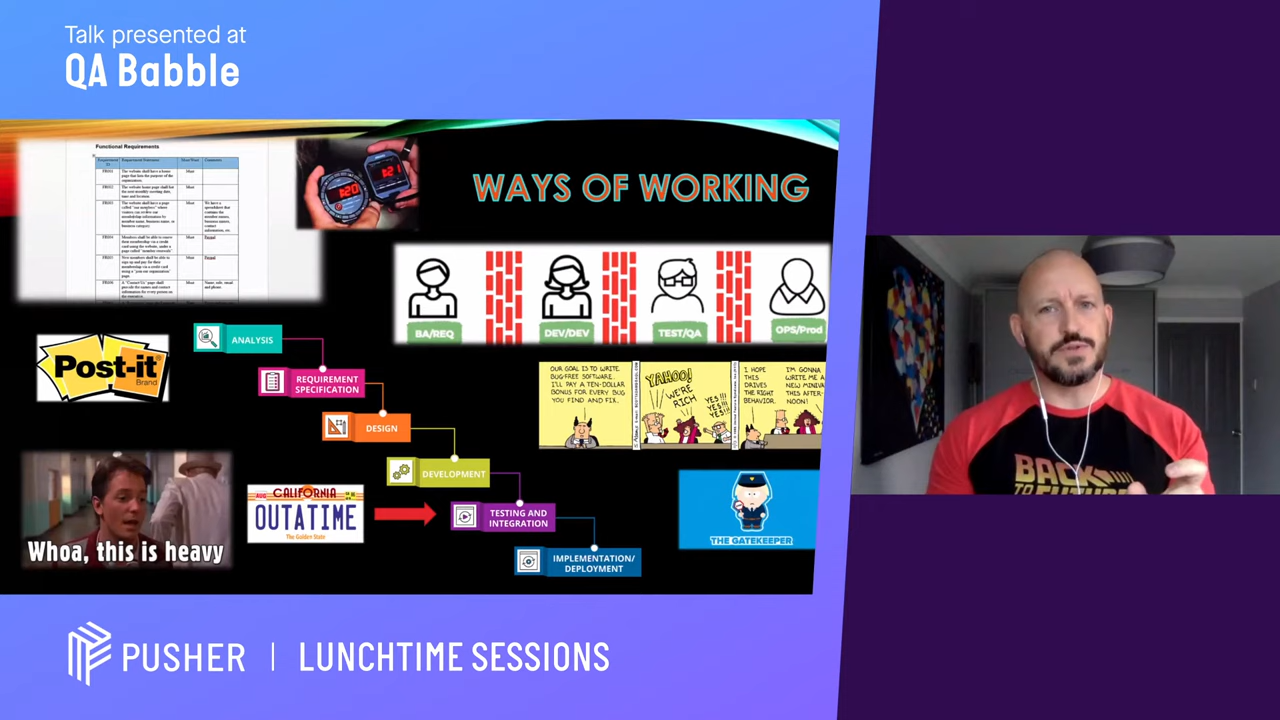 Talk presented at
QA Babble
Functional Requirements
WAYS OF WORKING
BA/REQ
DEV/DEV
TEST/QA
OPS/Prod
Post-it
Brand
ANALYSIS
REQUIREMENT
SPECIFICATION
DESIGN
DEVELOPMENT
TESTING AND
INTEGRATION
IMPLEMENTATION/
DEPLOYMENT
OUR GOAL IS TO WRITE
BUG-FREE SOFTWARE.
I'LL PAY A TEN-DOLLAR
BONUS FOR EVERY BUG
YOU FIND AND FIX.
YAHOO!
WE'RE
RICH
YES!!!
YES!!!
YES!!!
I HOPE
THIS
DRIVES
THE RIGHT
BEHAVIOR.
I'M GONNA
WRITE ME A
NEW MINIVA
THIS AFTER-
NOON!
Whoa, this is heavy
AUG CALIFORNIA
OUTATIME
The Golden State
THE GATEKEEPER
BACK
TO FUTURE
PUSHER | LUNCHTIME SESSIONS